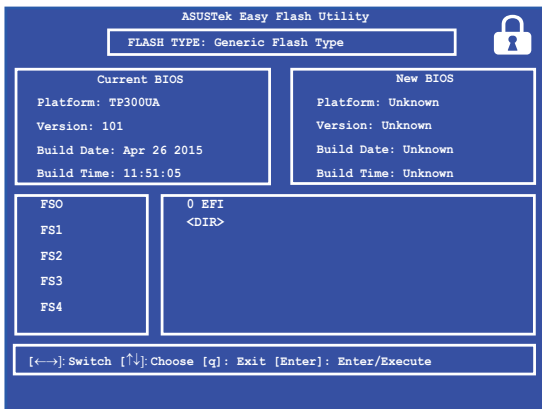 ASUSTek Easy Flash Utility
FLASH TYPE: Generic Flash Type
Current BIOS
Platform: TP300UA
Version: 101
Build Date: Apr 26 2015
Build Time: 11:51:05
New BIOS
Platform: Unknown
Version: Unknown
Build Date: Unknown
Build Time: Unknown
FSO
FS1
FS2
FS3
FS4
0 EFI
<DIR>
[←→]: Switch [↑↓]: Choose [q]: Exit [Enter]: Enter/Execute